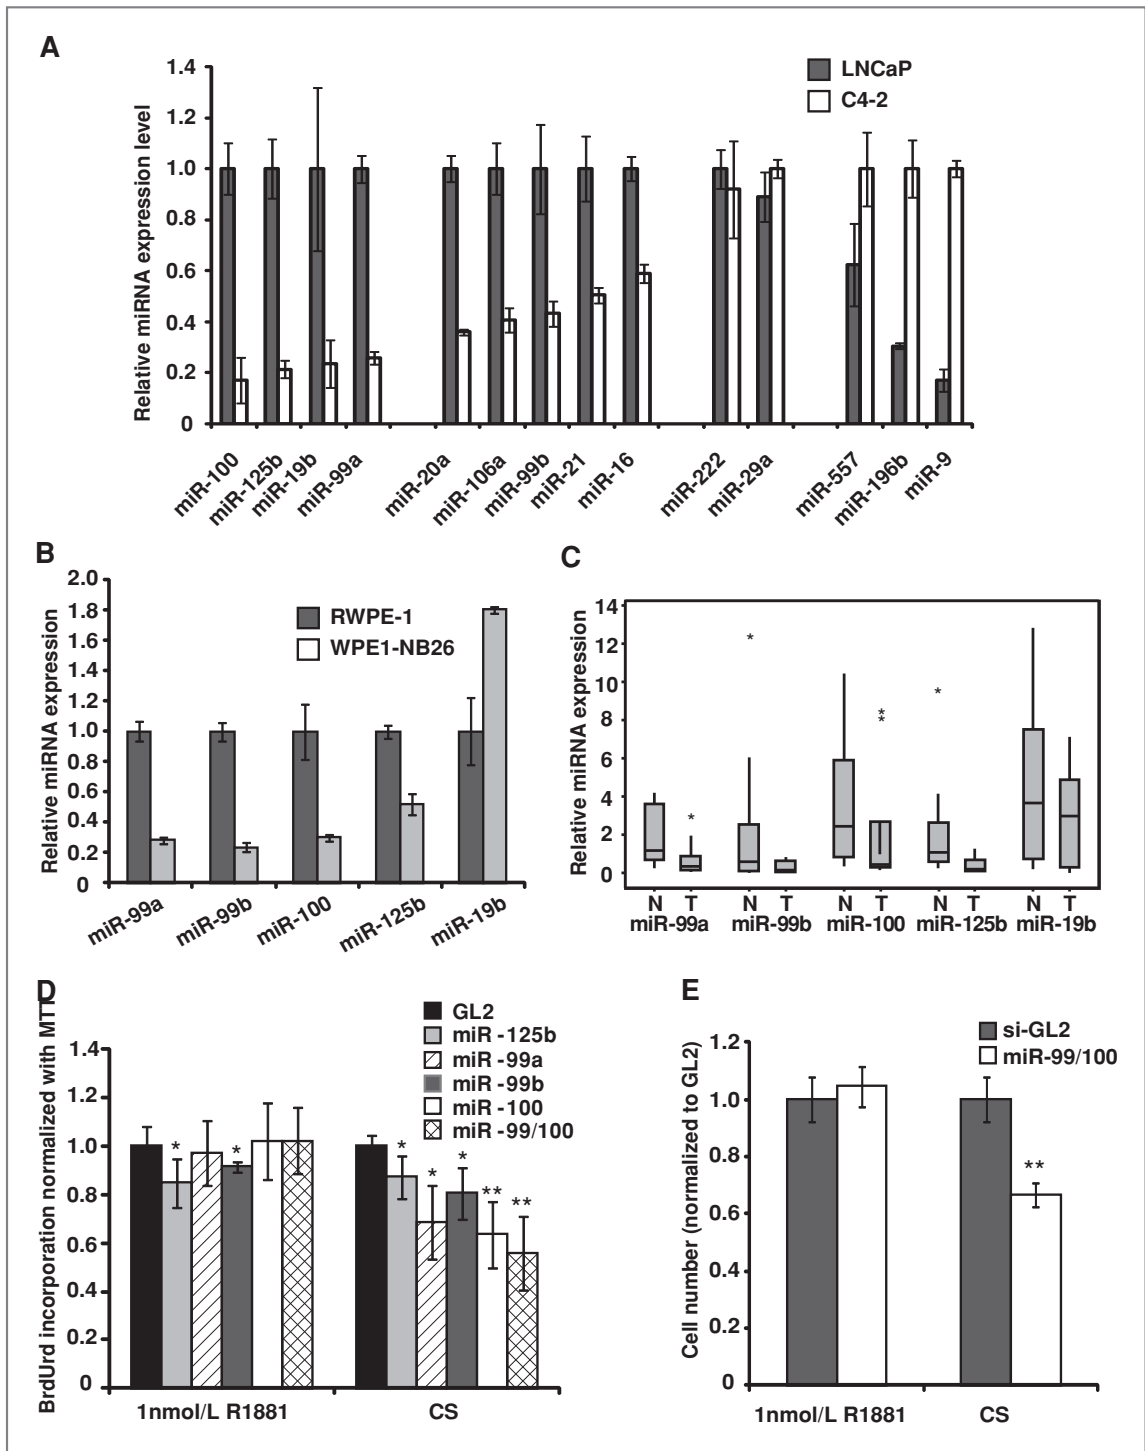 A
Relative miRNA expression level
1.4
1.2
1.0
0.8
0.6
0.4
0.2
0
LNCaP
C4-2
miR-100
miR-125b
miR-19b
miR-99a
miR-20a
miR-106a
miR-99b
miR-21
miR-16
miR-222
miR-29a
miR-557
miR-196b
miR-9
B
Relative miRNA expression
2.0
1.8
1.6
1.4
1.2
1.0
0.8
0.6
0.4
0.2
0
RWPE-1
WPE1-NB26
miR-99a
miR-99b
miR-100
miR-125b
miR-19b
C
Relative miRNA expression
14
12
10
8
6
4
2
0
*
*
*
*
*
N T N T N T N T N T
miR-99a miR-99b miR-100 miR-125b miR-19b
D
BrdUrd incorporation normalized with MTT
1.4
1.2
1.0
0.8
0.6
0.4
0.2
0
GL2
miR -125b
miR -99a
miR -99b
miR -100
miR -99/100
* * * * * ** **
1nmol/L R1881 CS
E
Cell number (normalized to GL2)
1.2
1.0
0.8
0.6
0.4
0.2
0
si-GL2
miR-99/100
**
1nmol/L R1881 CS